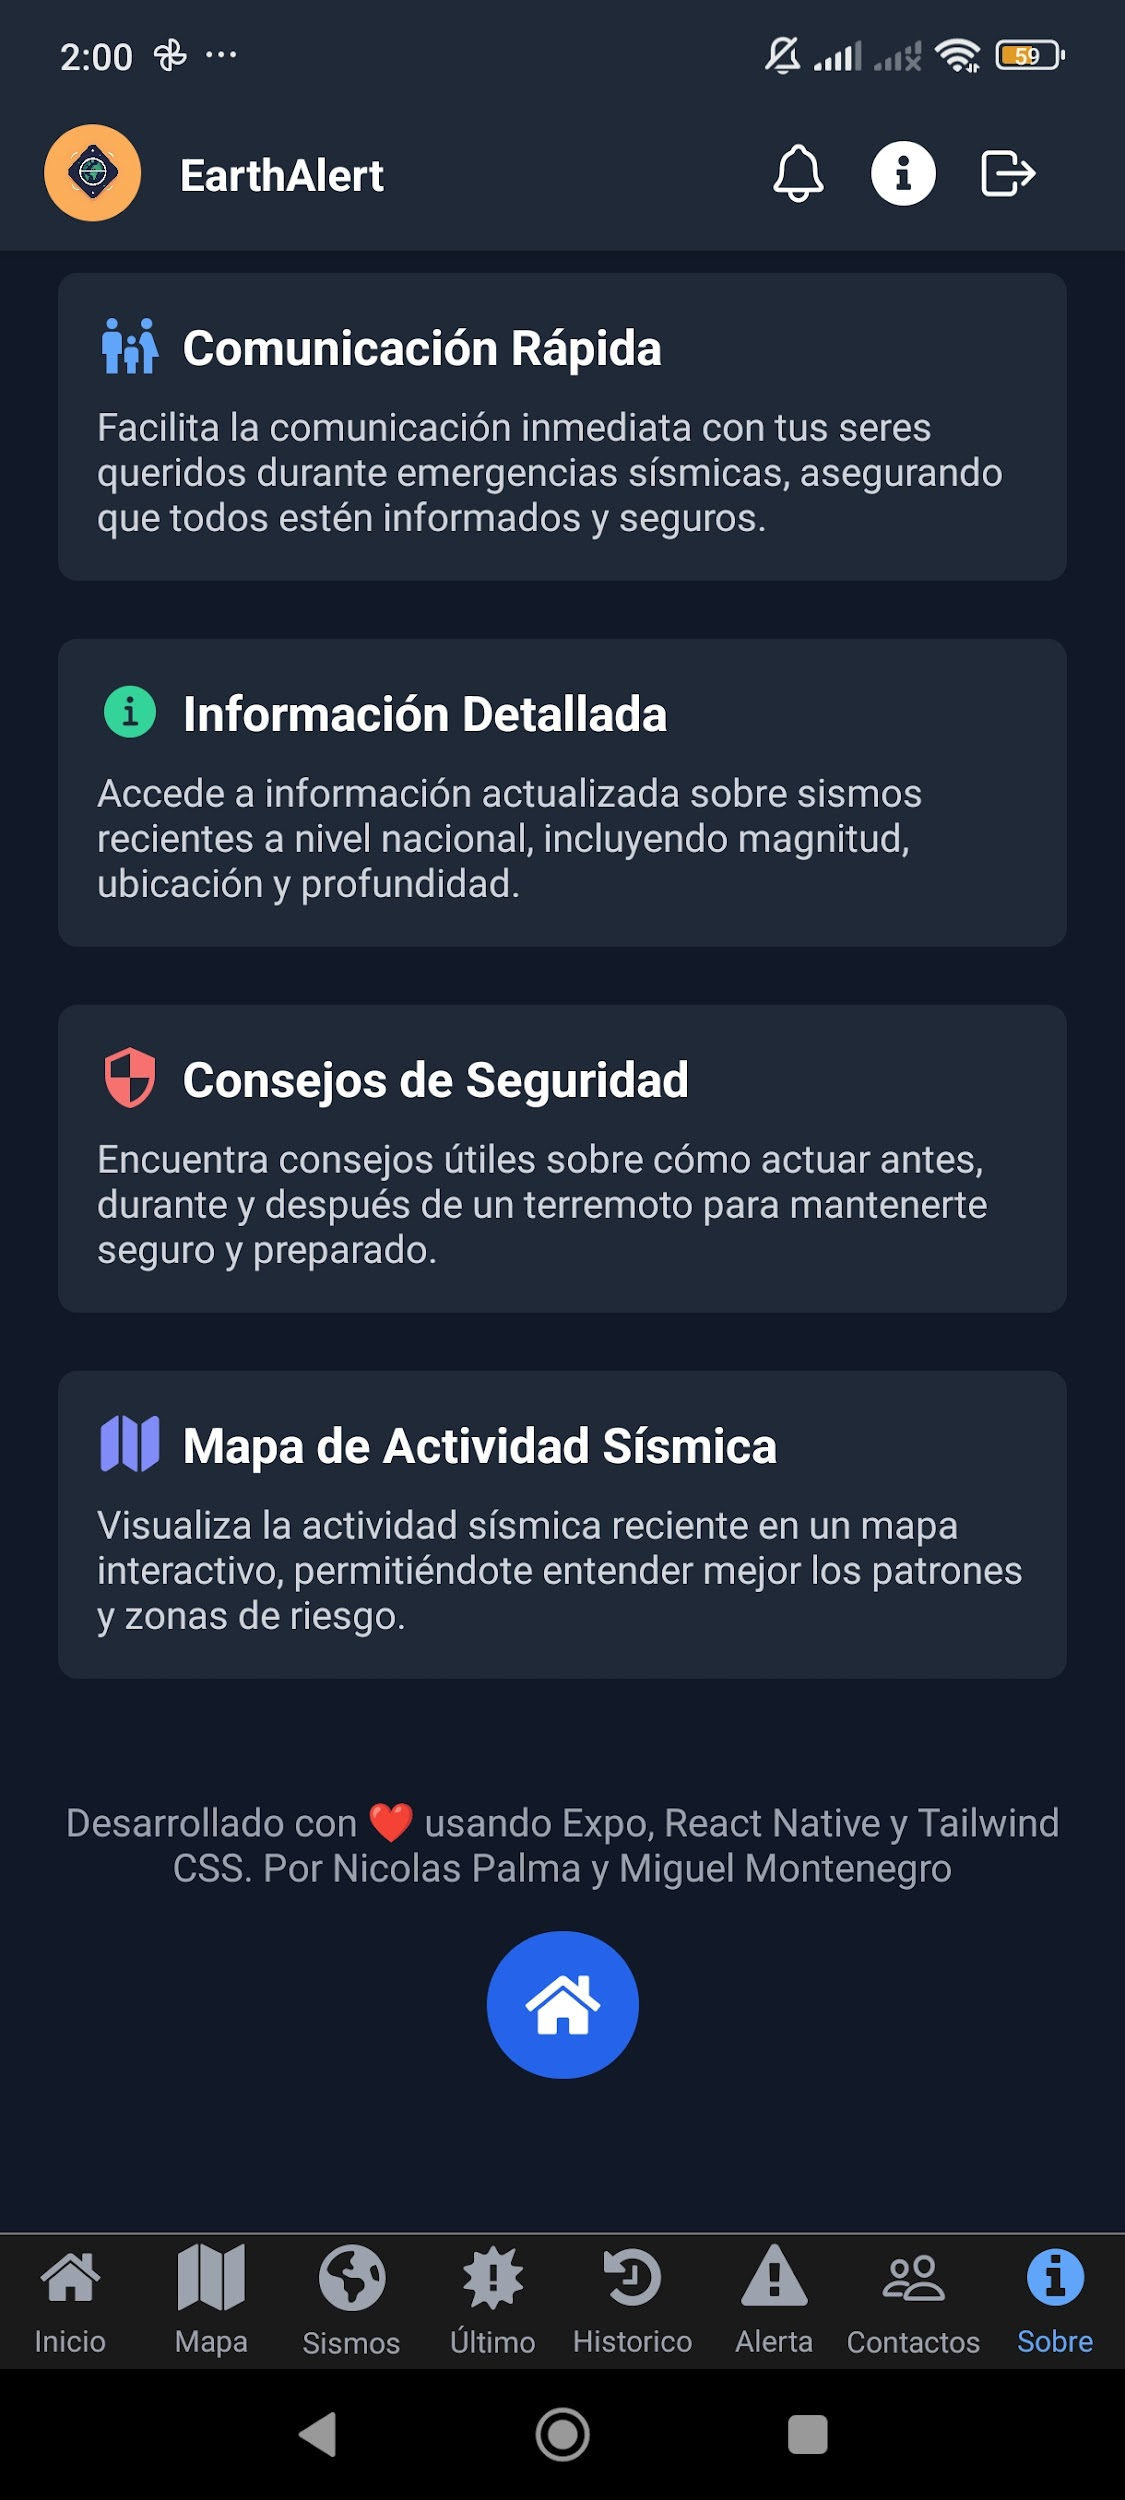 2:00
59
EarthAlert
Comunicación Rápida
Facilita la comunicación inmediata con tus seres
queridos durante emergencias sísmicas, asegurando
que todos estén informados y seguros.
Información Detallada
Accede a información actualizada sobre sismos
recientes a nivel nacional, incluyendo magnitud,
ubicación y profundidad.
Consejos de Seguridad
Encuentra consejos útiles sobre cómo actuar antes,
durante y después de un terremoto para mantenerte
seguro y preparado.
Mapa de Actividad Sísmica
Visualiza la actividad sísmica reciente en un mapa
interactivo, permitiéndote entender mejor los patrones
y zonas de riesgo.
Desarrollado con ❤️ usando Expo, React Native y Tailwind
CSS. Por Nicolas Palma y Miguel Montenegro
Inicio Mapa Sismos Último Historico Alerta Contactos Sobre